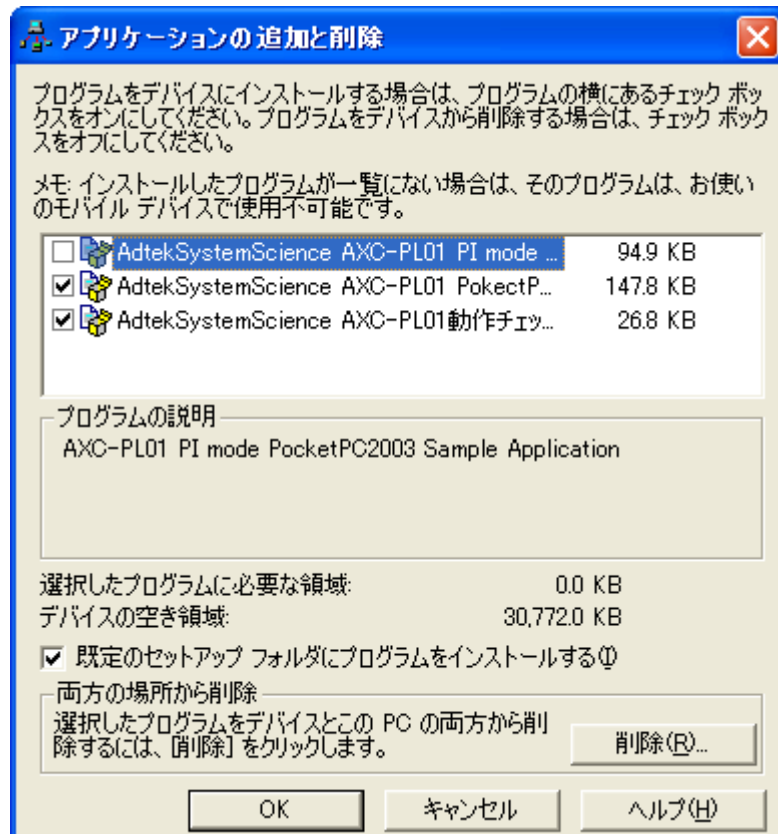 アプリケーションの追加と削除
プログラムをデバイスにインストールする場合は、プログラムの横にあるチェック ボッ
クスをオンにしてください。プログラムをデバイスから削除する場合は、チェック ボック
スをオフにしてください。
メモ: インストールしたプログラムが一覧にない場合は、そのプログラムは、お使い
のモバイル デバイスで使用不可能です。
AdtekSystemScience AXC-PL01 PI mode ... 94.9 KB
AdtekSystemScience AXC-PL01 PokectP... 147.8 KB
AdtekSystemScience AXC-PL01動作チェッ... 26.8 KB
プログラムの説明
AXC-PL01 PI mode PocketPC2003 Sample Application
選択したプログラムに必要な領域: 0.0 KB
デバイスの空き領域: 30,772.0 KB
既定のセットアップ フォルダにプログラムをインストールする(I)
両方の場所から削除
選択したプログラムをデバイスとこの PC の両方から削
除するには、[削除] をクリックします。
削除(R)...
OK キャンセル ヘルプ(H)